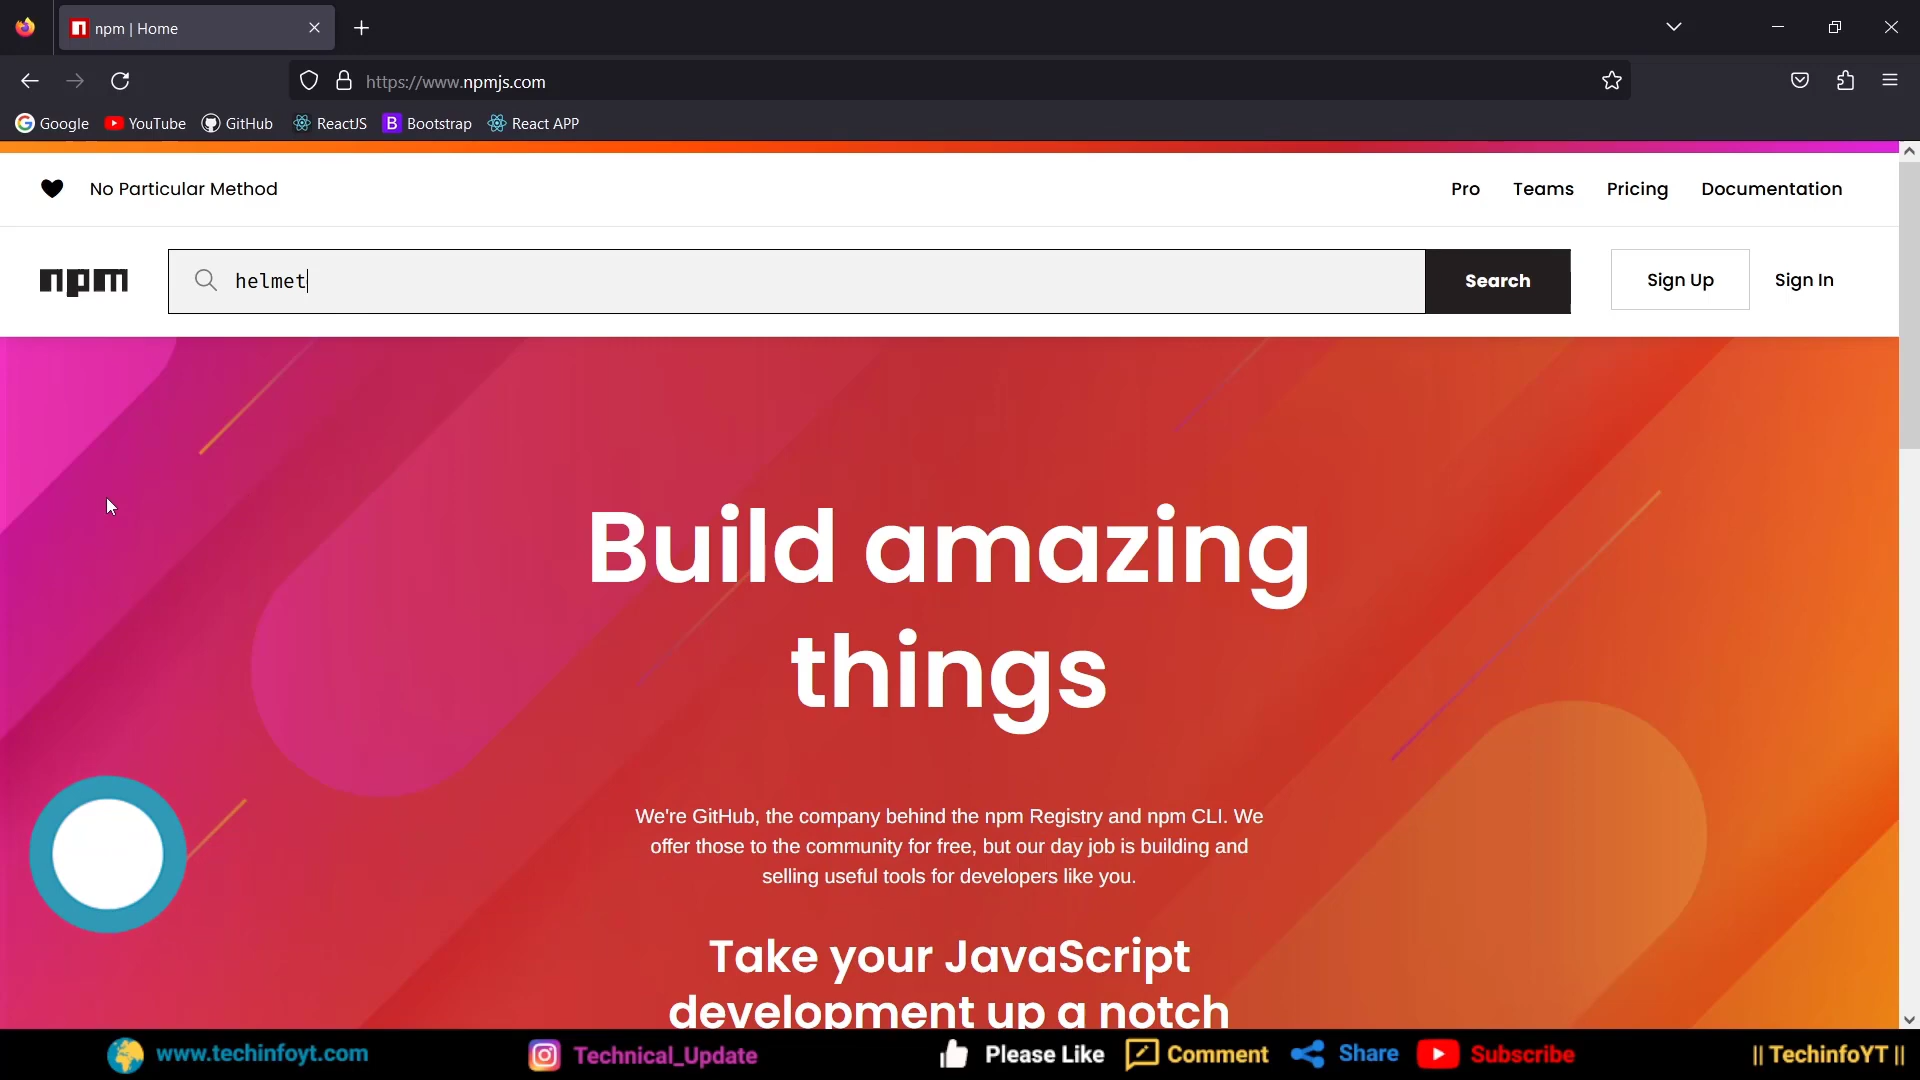 npm | Home
https://www.npmjs.com
Google YouTube GitHub ReactJS Bootstrap React APP
No Particular Method
Pro Teams Pricing Documentation
npm helmet Search Sign Up Sign In
Build amazing
things
We're GitHub, the company behind the npm Registry and npm CLI. We
offer those to the community for free, but our day job is building and
selling useful tools for developers like you.
Take your JavaScript
development up a notch
www.techinfoyt.com Technical_Update Please Like Comment Share Subscribe || TechinfoYT ||